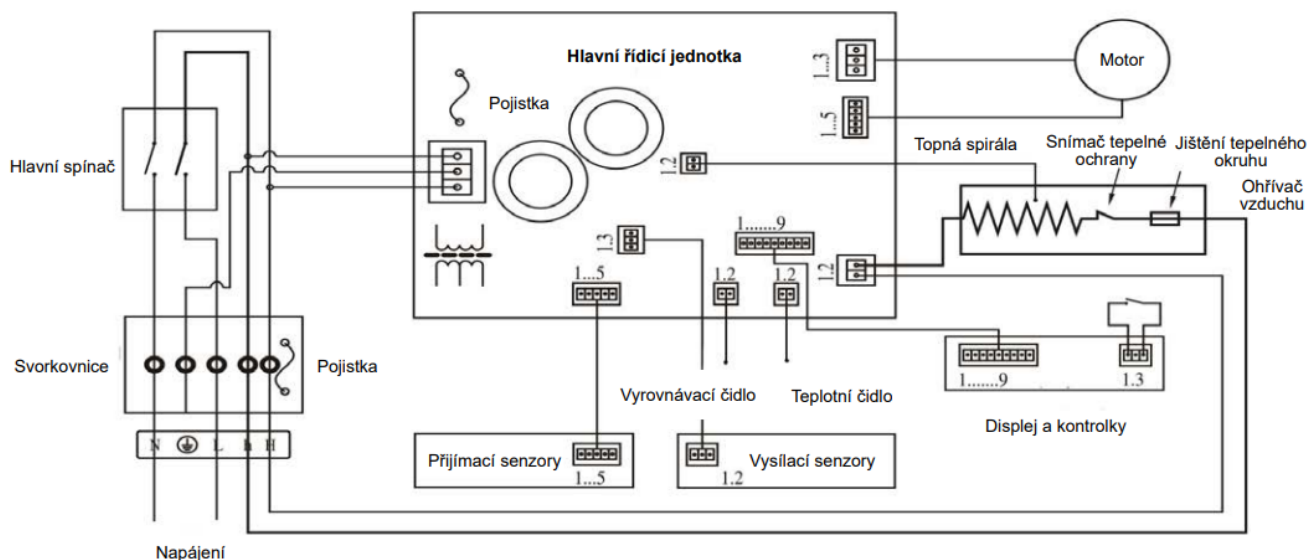 Hlavní řídicí jednotka
1...3
Motor
Pojistka
1...5
Topná spirála
Snímač tepelné
ochrany
Jištění tepelného
okruhu
Hlavní spínač
1.2
Ohřívač
vzduchu
1.3
1.......9
1.2
1...5
1.2
1.2
Svorkovnice
Pojistka
Vyrovnávací čidlo
Teplotní čidlo
1.......9
1.3
Displej a kontrolky
N
L
h
H
Přijímací senzory
1...5
Vysílací senzory
1.2
Napájení